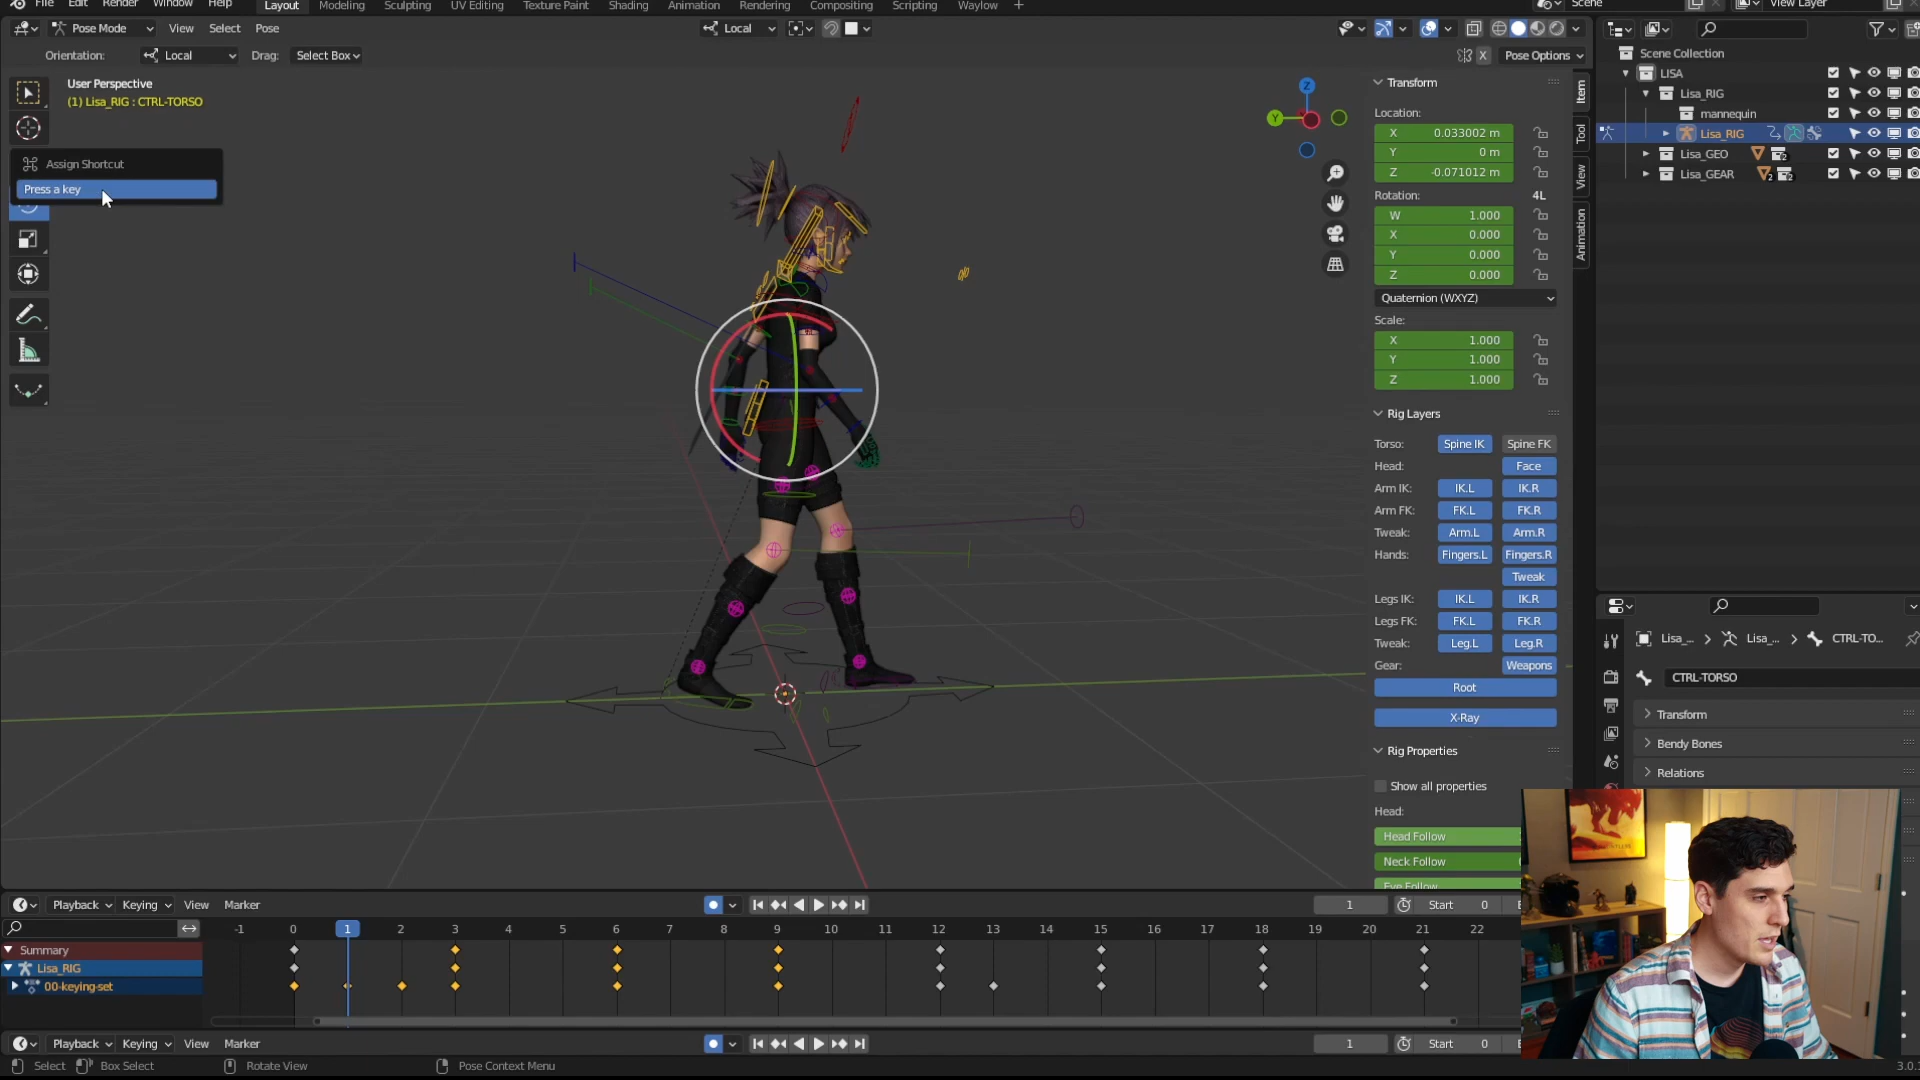 File Edit Render Window Help Layout Modeling Sculpting UV Editing Texture Paint Shading Animation Rendering Compositing Scripting Waylow + Scene View Layer
Pose Mode View Select Pose Local
Orientation: Local Drag: Select Box X Pose Options
User Perspective
(1) Lisa_RIG : CTRL-TORSO
Assign Shortcut
Press a key
Z
Y
Transform
Location:
X 0.033002 m
Y 0 m
Z -0.071012 m
Rotation: 4L
W 1.000
X 0.000
Y 0.000
Z 0.000
Quaternion (WXYZ)
Scale:
X 1.000
Y 1.000
Z 1.000
Rig Layers
Torso: Spine IK Spine FK
Head: Face
Arm IK: IK.L IK.R
Arm FK: FK.L FK.R
Tweak: Arm.L Arm.R
Hands: Fingers.L Fingers.R
Tweak
Legs IK: IK.L IK.R
Legs FK: FK.L FK.R
Tweak: Leg.L Leg.R
Gear: Weapons
Root
X-Ray
Rig Properties
Show all properties
Head:
Head Follow
Neck Follow
Eye Follow
Item
Tool
View
Animation
Scene Collection
LISA
Lisa_RIG
mannequin
Lisa_RIG
Lisa_GEO 2
Lisa_GEAR 2 2
Lisa_... Lisa_... CTRL-TO...
CTRL-TORSO
Transform
Bendy Bones
Relations
Playback Keying View Marker 1 Start 0
-1 0 1 2 3 4 5 6 7 8 9 10 11 12 13 14 15 16 17 18 19 20 21 22
Summary
Lisa_RIG
00-keying-set
Playback Keying View Marker 1 Start 0
Select Box Select Rotate View Pose Context Menu